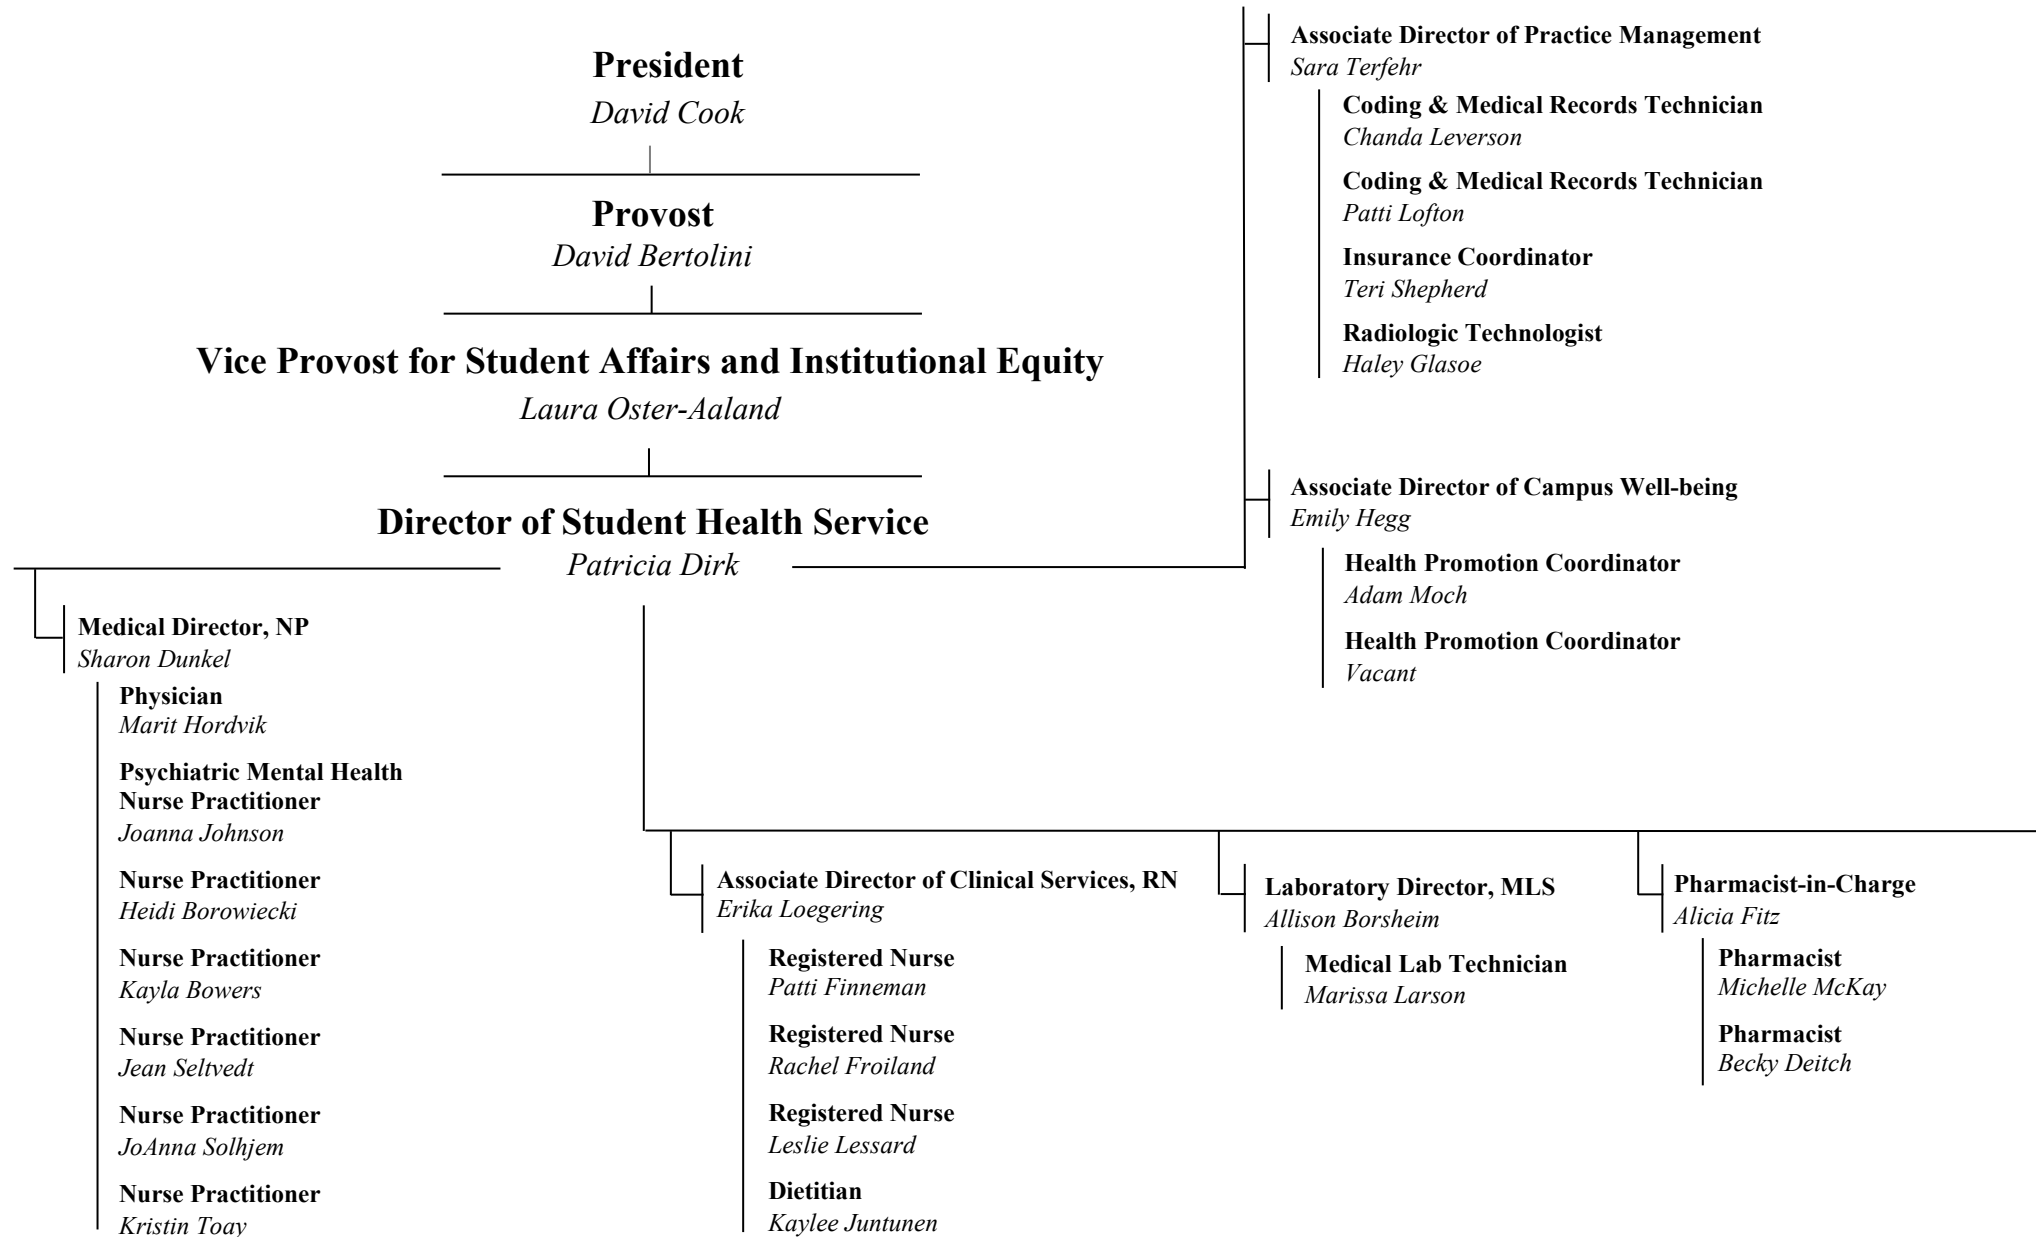 President
David Cook
Provost
David Bertolini
Vice Provost for Student Affairs and Institutional Equity
Laura Oster-Aaland
Director of Student Health Service
Patricia Dirk
Associate Director of Practice Management
Sara Terfehr
Coding & Medical Records Technician
Chanda Leverson
Coding & Medical Records Technician
Patti Lofton
Insurance Coordinator
Teri Shepherd
Radiologic Technologist
Haley Glasoe
Associate Director of Campus Well-being
Emily Hegg
Health Promotion Coordinator
Adam Moch
Health Promotion Coordinator
Vacant
Medical Director, NP
Sharon Dunkel
Physician
Marit Hordvik
Psychiatric Mental Health
Nurse Practitioner
Joanna Johnson
Nurse Practitioner
Heidi Borowiecki
Nurse Practitioner
Kayla Bowers
Nurse Practitioner
Jean Seltvedt
Nurse Practitioner
JoAnna Solhjem
Nurse Practitioner
Kristin Toay
Associate Director of Clinical Services, RN
Erika Loegering
Registered Nurse
Patti Finneman
Registered Nurse
Rachel Froiland
Registered Nurse
Leslie Lessard
Dietitian
Kaylee Juntunen
Laboratory Director, MLS
Allison Borsheim
Medical Lab Technician
Marissa Larson
Pharmacist-in-Charge
Alicia Fitz
Pharmacist
Michelle McKay
Pharmacist
Becky Deitch